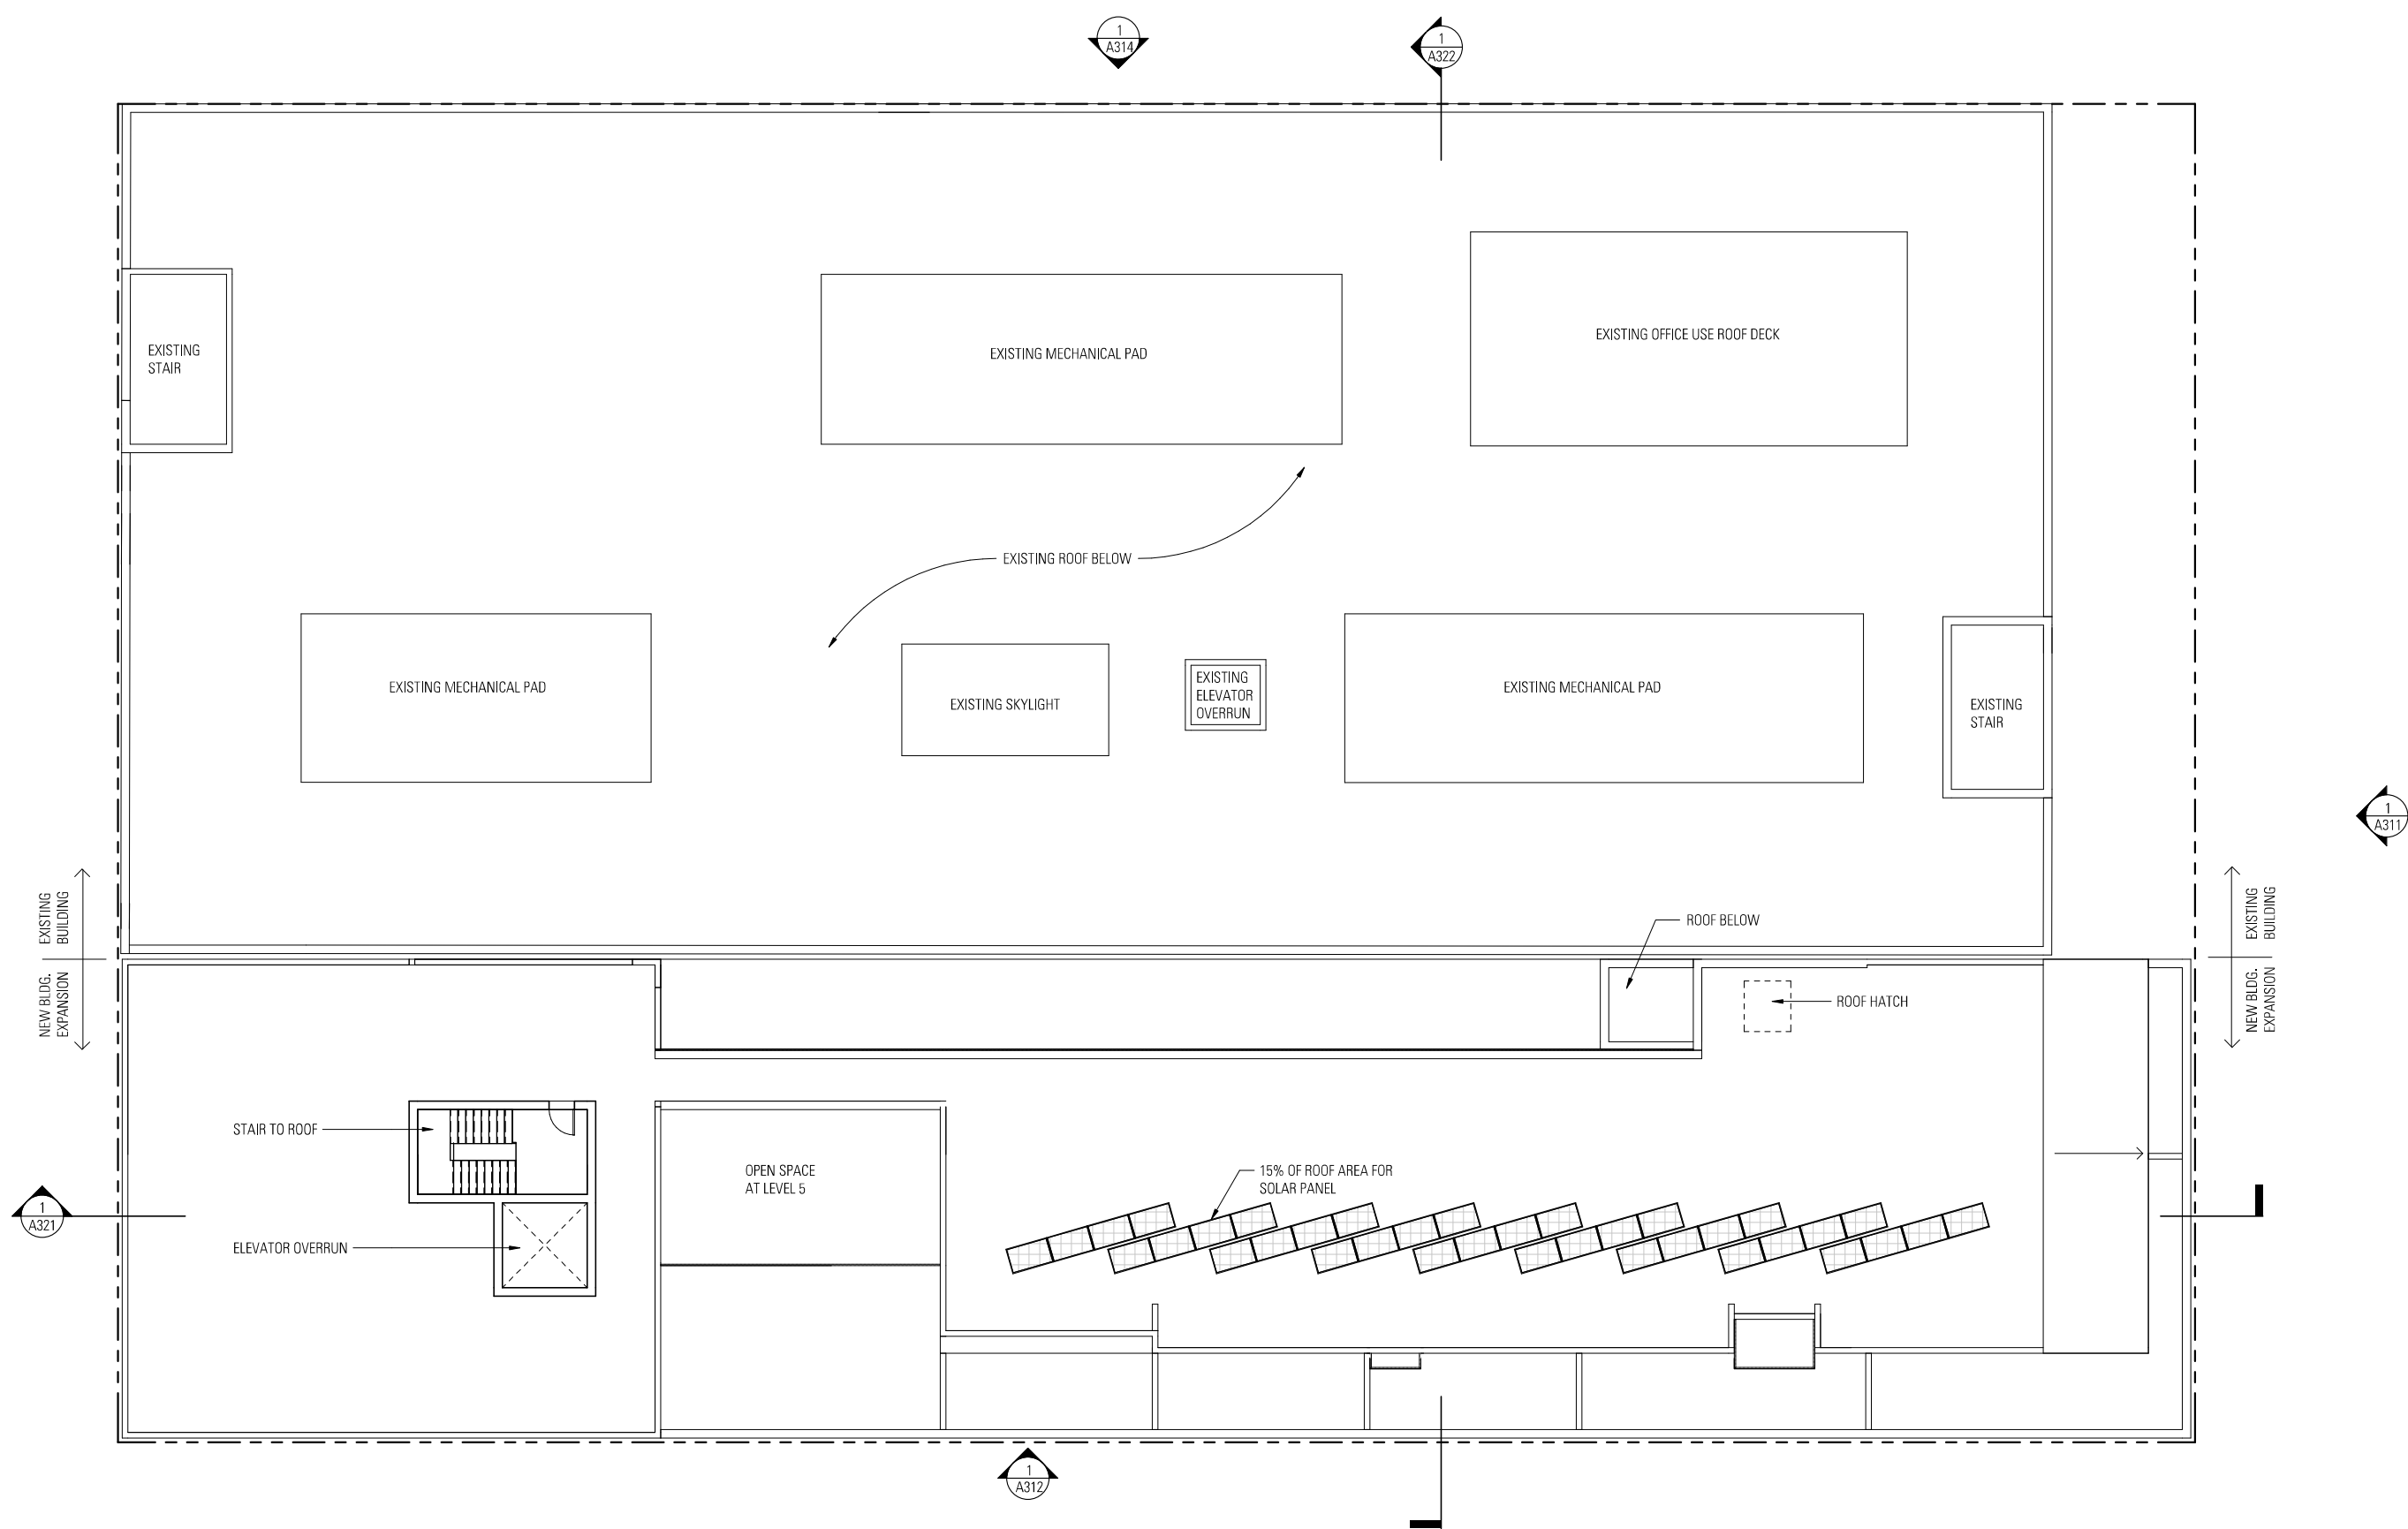 1
A314
1
A322
EXISTING OFFICE USE ROOF DECK
EXISTING
STAIR
EXISTING MECHANICAL PAD
EXISTING ROOF BELOW
EXISTING MECHANICAL PAD
EXISTING SKYLIGHT
EXISTING
ELEVATOR
OVERRUN
EXISTING MECHANICAL PAD
EXISTING
STAIR
1
A311
EXISTING
BUILDING
NEW BLDG.
EXPANSION
ROOF BELOW
EXISTING
BUILDING
NEW BLDG.
EXPANSION
ROOF HATCH
STAIR TO ROOF
OPEN SPACE
AT LEVEL 5
15% OF ROOF AREA FOR
SOLAR PANEL
1
A321
ELEVATOR OVERRUN
1
A312